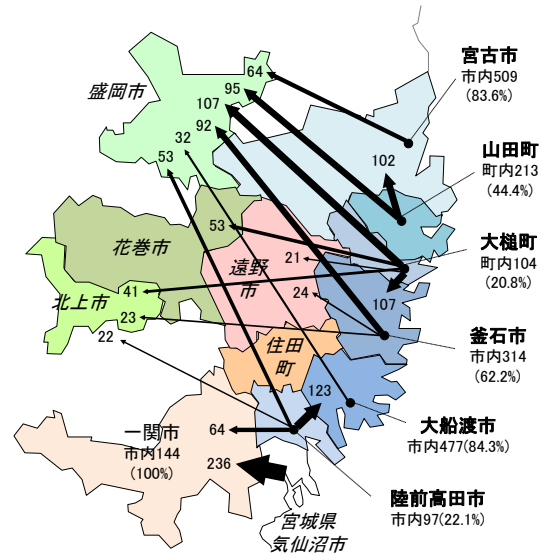 宮古市
市内509
(83.6%)
64
盛岡市
95
107
92
32
53
102
山田町
町内213
(44.4%)
大槌町
町内104
(20.8%)
花巻市
53
遠野
市
21
24
107
北上市
41
23
22
釜石市
市内314
(62.2%)
住田
町
123
大船渡市
市内477(84.3%)
一関市
市内144
(100%)
64
236
陸前高田市
市内97(22.1%)
宮城県
気仙沼市